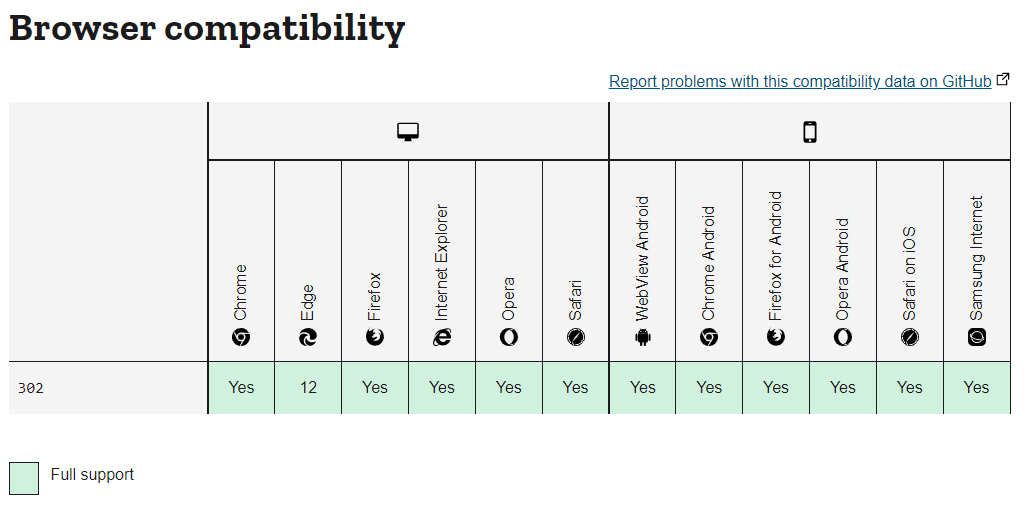 Browser compatibility
Report problems with this compatibility data on GitHub
Chrome
Edge
Firefox
Internet Explorer
Opera
Safari
WebView Android
Chrome Android
Firefox for Android
Opera Android
Safari on iOS
Samsung Internet
302 Yes 12 Yes Yes Yes Yes Yes Yes Yes Yes Yes Yes
Full support